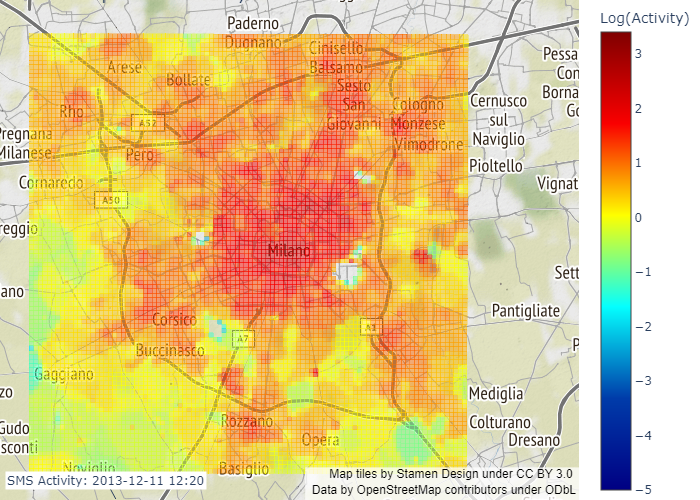 Log(Activity)
3
2
1
0
−1
−2
−3
−4
−5
Paderno
Dugnano
Cinisello
Balsamo
Arese
Bollate
Sesto
San
Giovanni
Cologno
Monzese
Vimodrone
Cernusco
sul
Naviglio
Pioltello
Pessa
Con
Borna
Go
Vignat
Rho
A52
Pregnana
Milanese
Pero
Cornaredo
A50
reggio
Milano
ano
Sett
Pantigliate
Corsico
A7
A1
Buccinasco
P
Gaggiano
zo
Mediglia
Rozzano
Colturano
Dresano
Gudo
sconti
Opera
Noviglio
Basiglio
SMS Activity: 2013-12-11 12:20
Map tiles by Stamen Design under CC BY 3.0
Data by OpenStreetMap contributors under ODbL